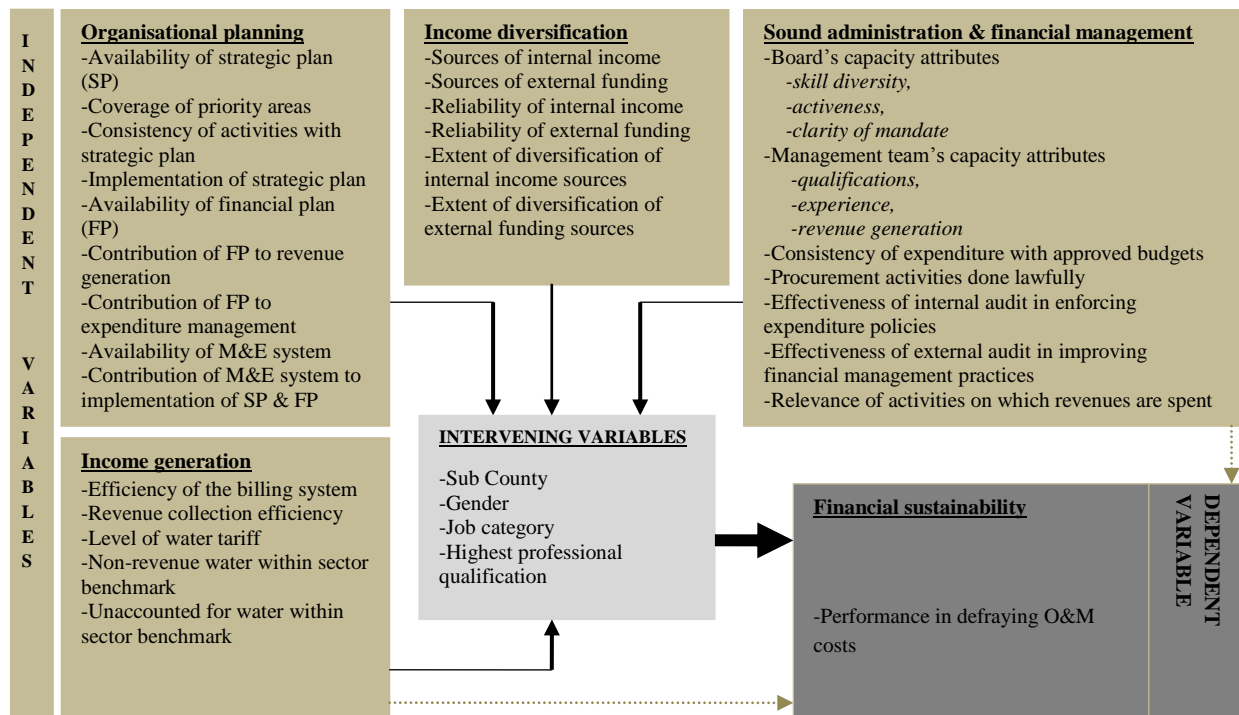 INDEPENDENT VARIABLES
Organisational planning
-Availability of strategic plan
(SP)
-Coverage of priority areas
-Consistency of activities with
strategic plan
-Implementation of strategic plan
-Availability of financial plan
(FP)
-Contribution of FP to revenue
generation
-Contribution of FP to
expenditure management
-Availability of M&E system
-Contribution of M&E system to
implementation of SP & FP
Income diversification
-Sources of internal income
-Sources of external funding
-Reliability of internal income
-Reliability of external funding
-Extent of diversification of
internal income sources
-Extent of diversification of
external funding sources
Sound administration & financial management
-Board’s capacity attributes
-skill diversity,
-activeness,
-clarity of mandate
-Management team’s capacity attributes
-qualifications,
-experience,
-revenue generation
-Consistency of expenditure with approved budgets
-Procurement activities done lawfully
-Effectiveness of internal audit in enforcing
expenditure policies
-Effectiveness of external audit in improving
financial management practices
-Relevance of activities on which revenues are spent
Income generation
-Efficiency of the billing system
-Revenue collection efficiency
-Level of water tariff
-Non-revenue water within sector
benchmark
-Unaccounted for water within
sector benchmark
INTERVENING VARIABLES
-Sub County
-Gender
-Job category
-Highest professional
qualification
Financial sustainability
-Performance in defraying O&M
costs
DEPENDENT
VARIABLE